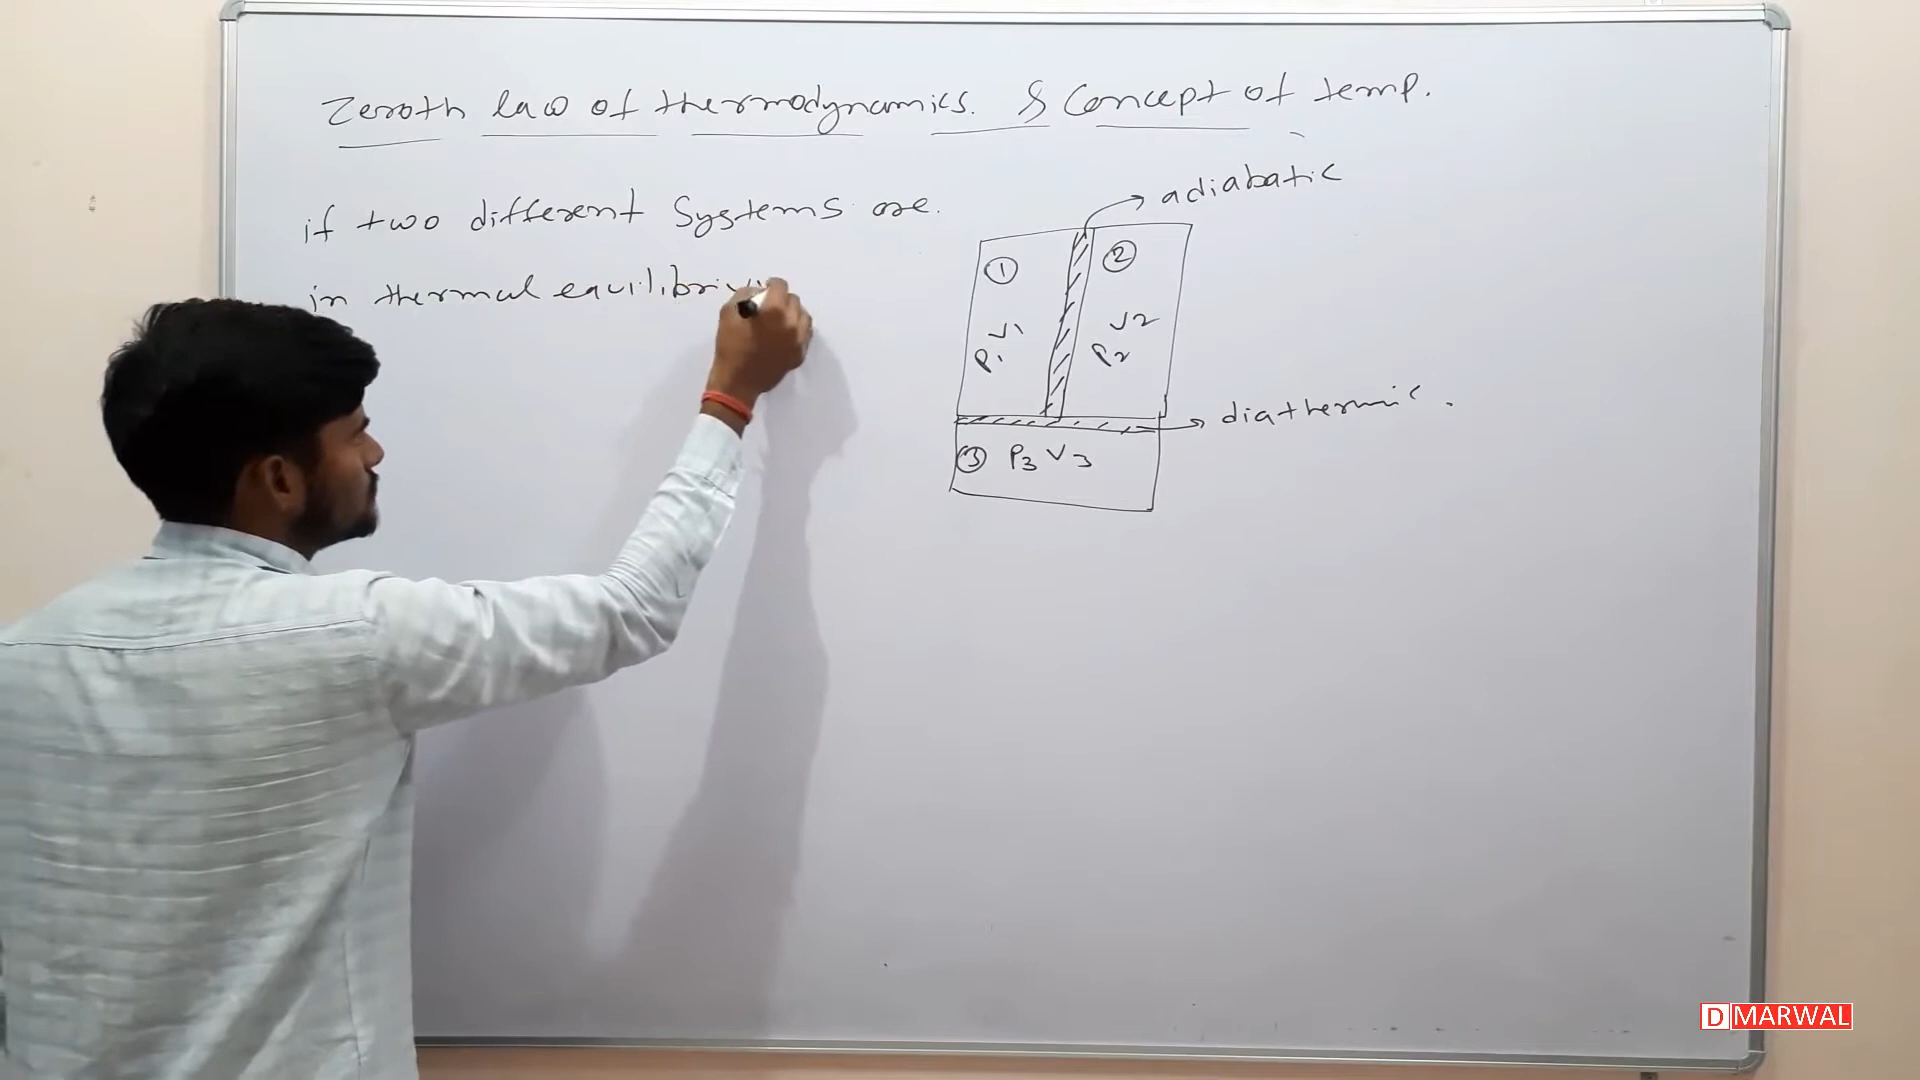 Zeroth law of thermodynamics. & Concept of temp.
if two different Systems are.
in thermal equilibriu
adiabatic
① ②
V1 V2
P1 P2
diathermic.
③ P3 V3
D MARWAL